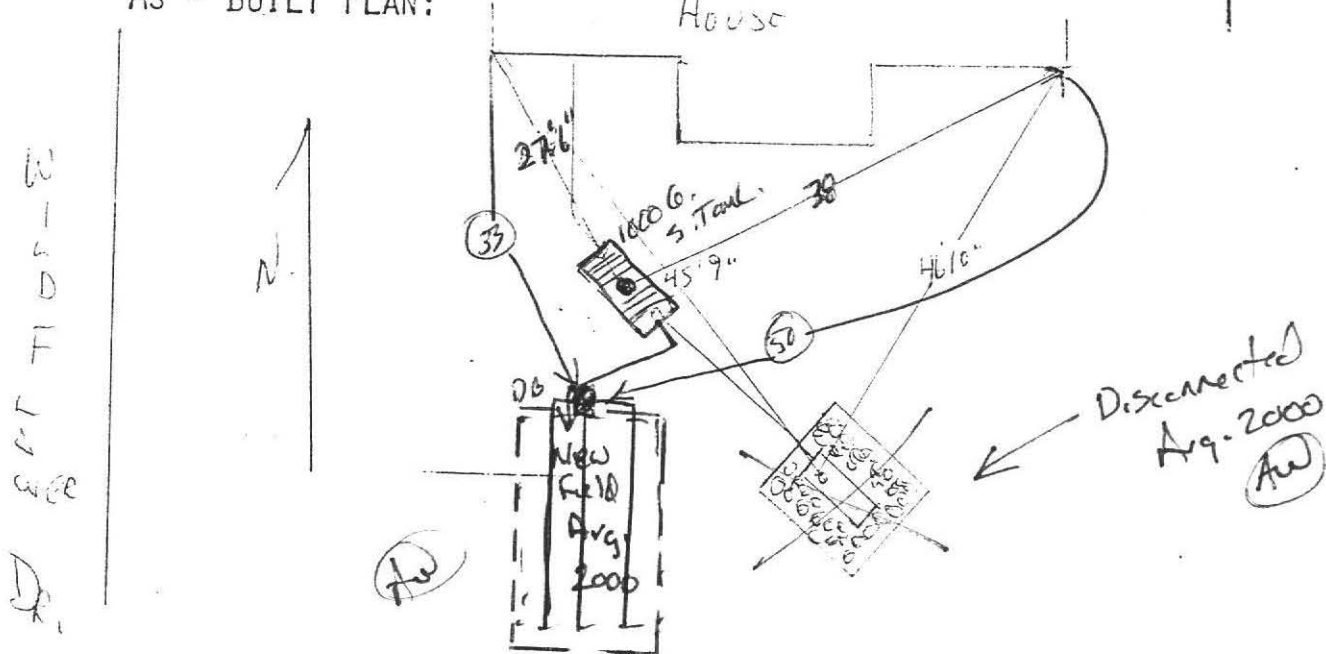 AS - BUILT PLAN:
House
27'6"
1000 G.
S. Tank.
38
33
45'9"
46'10"
50
N.
W
I
L
D
F
DR.
DB
New
Field
Aug.
2000
Disconnected
Aug. 2000
AW
AW